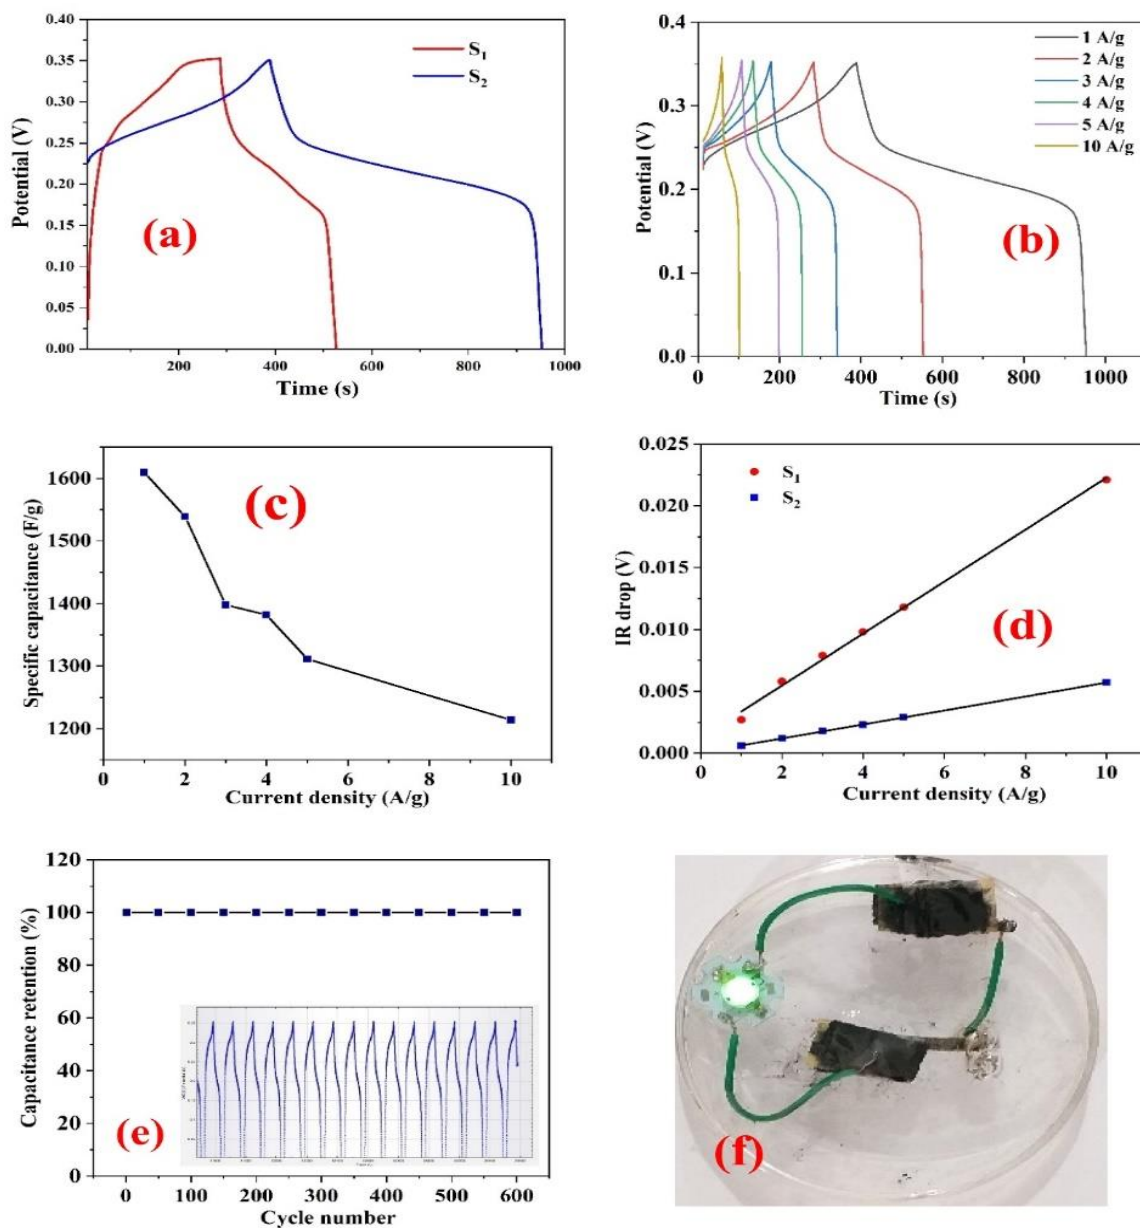 0.40
0.35
0.30
0.25
0.20
0.15
0.10
0.05
0.00
Potential (V)
S1
S2
(a)
200
400
600
800
1000
Time (s)
0.4
0.3
0.2
0.1
0.0
Potential (V)
1 A/g
2 A/g
3 A/g
4 A/g
5 A/g
10 A/g
(b)
0
200
400
600
800
1000
Time (s)
1600
1500
1400
1300
1200
Specific capacitance (F/g)
(c)
0
2
4
6
8
10
Current density (A/g)
0.025
0.020
0.015
0.010
0.005
0.000
IR drop (V)
S1
S2
(d)
0
2
4
6
8
10
Current density (A/g)
120
100
80
60
40
20
0
Capacitance retention (%)
(e)
0
100
200
300
400
500
600
Cycle number
(f)